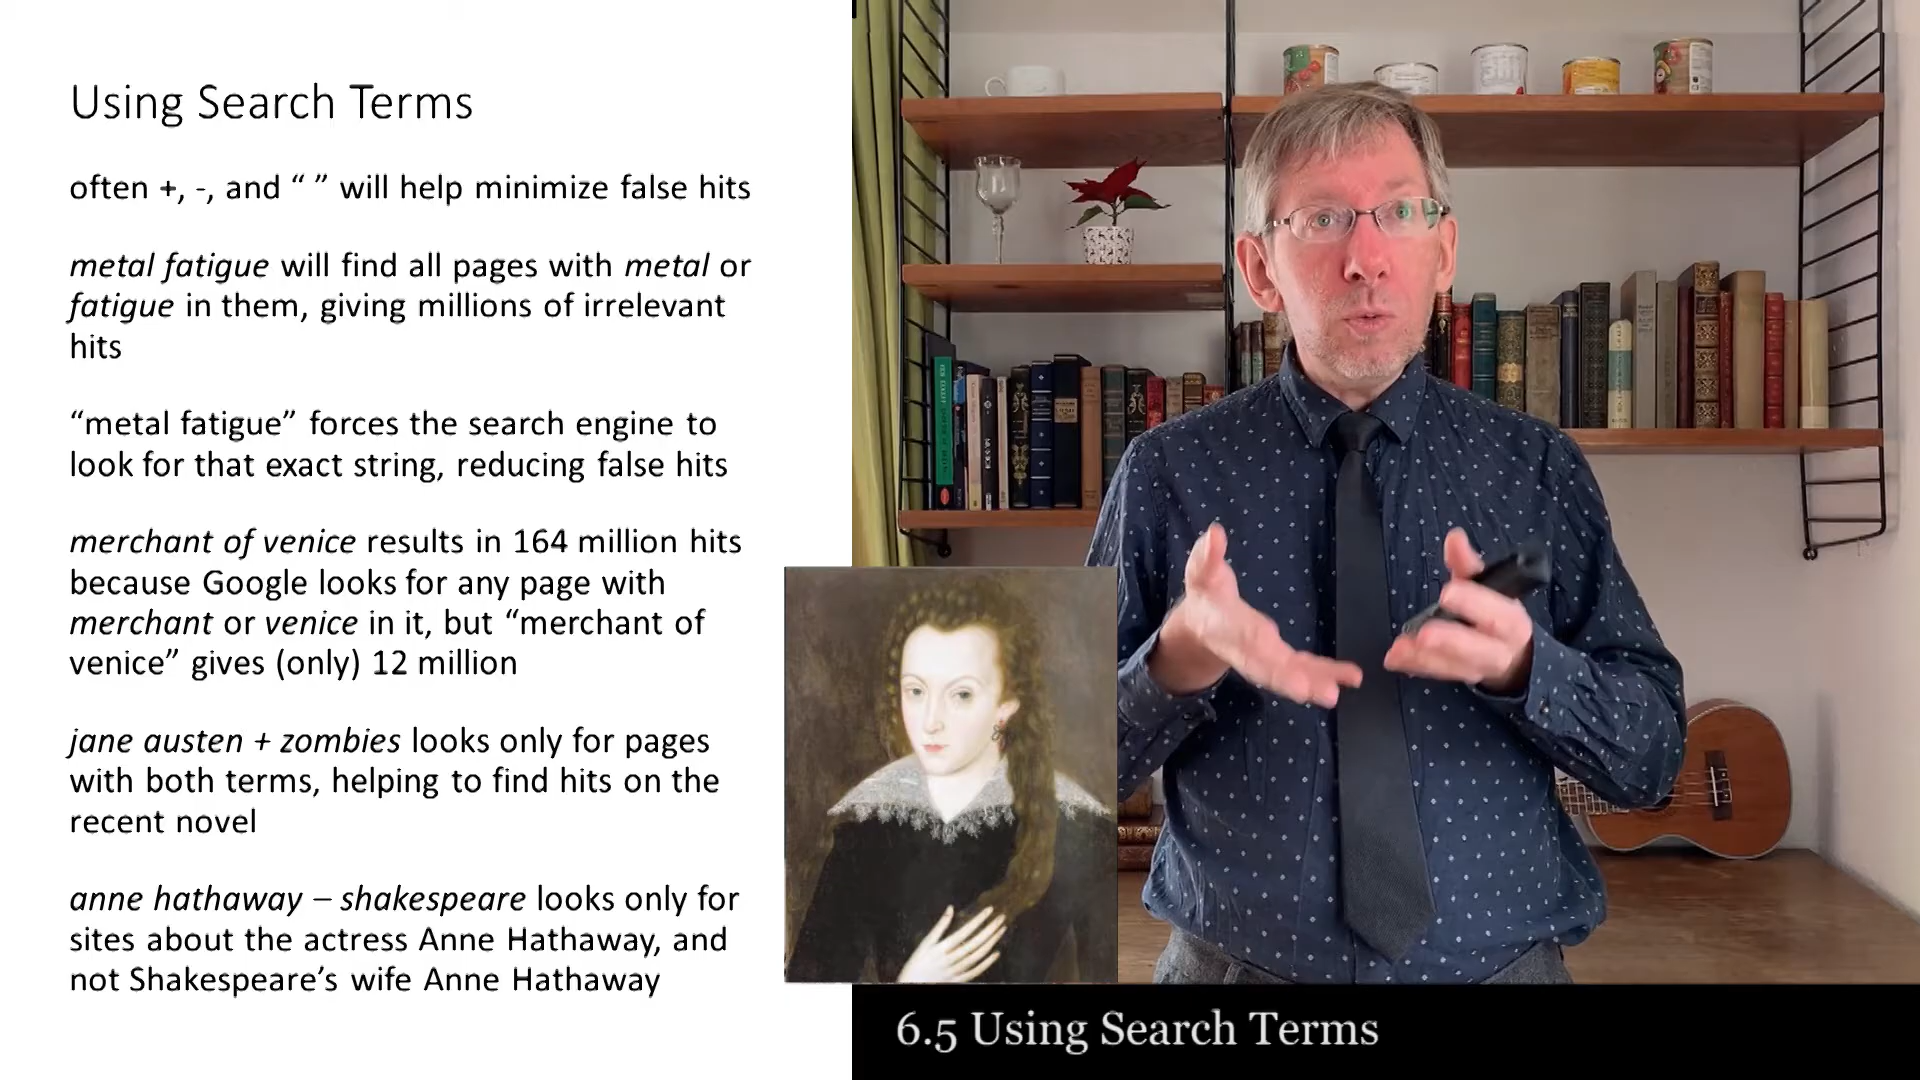 Using Search Terms
often +, -, and “ ” will help minimize false hits
metal fatigue will find all pages with metal or
fatigue in them, giving millions of irrelevant
hits
“metal fatigue” forces the search engine to
look for that exact string, reducing false hits
merchant of venice results in 164 million hits
because Google looks for any page with
merchant or venice in it, but “merchant of
venice” gives (only) 12 million
jane austen + zombies looks only for pages
with both terms, helping to find hits on the
recent novel
anne hathaway – shakespeare looks only for
sites about the actress Anne Hathaway, and
not Shakespeare’s wife Anne Hathaway
6.5 Using Search Terms